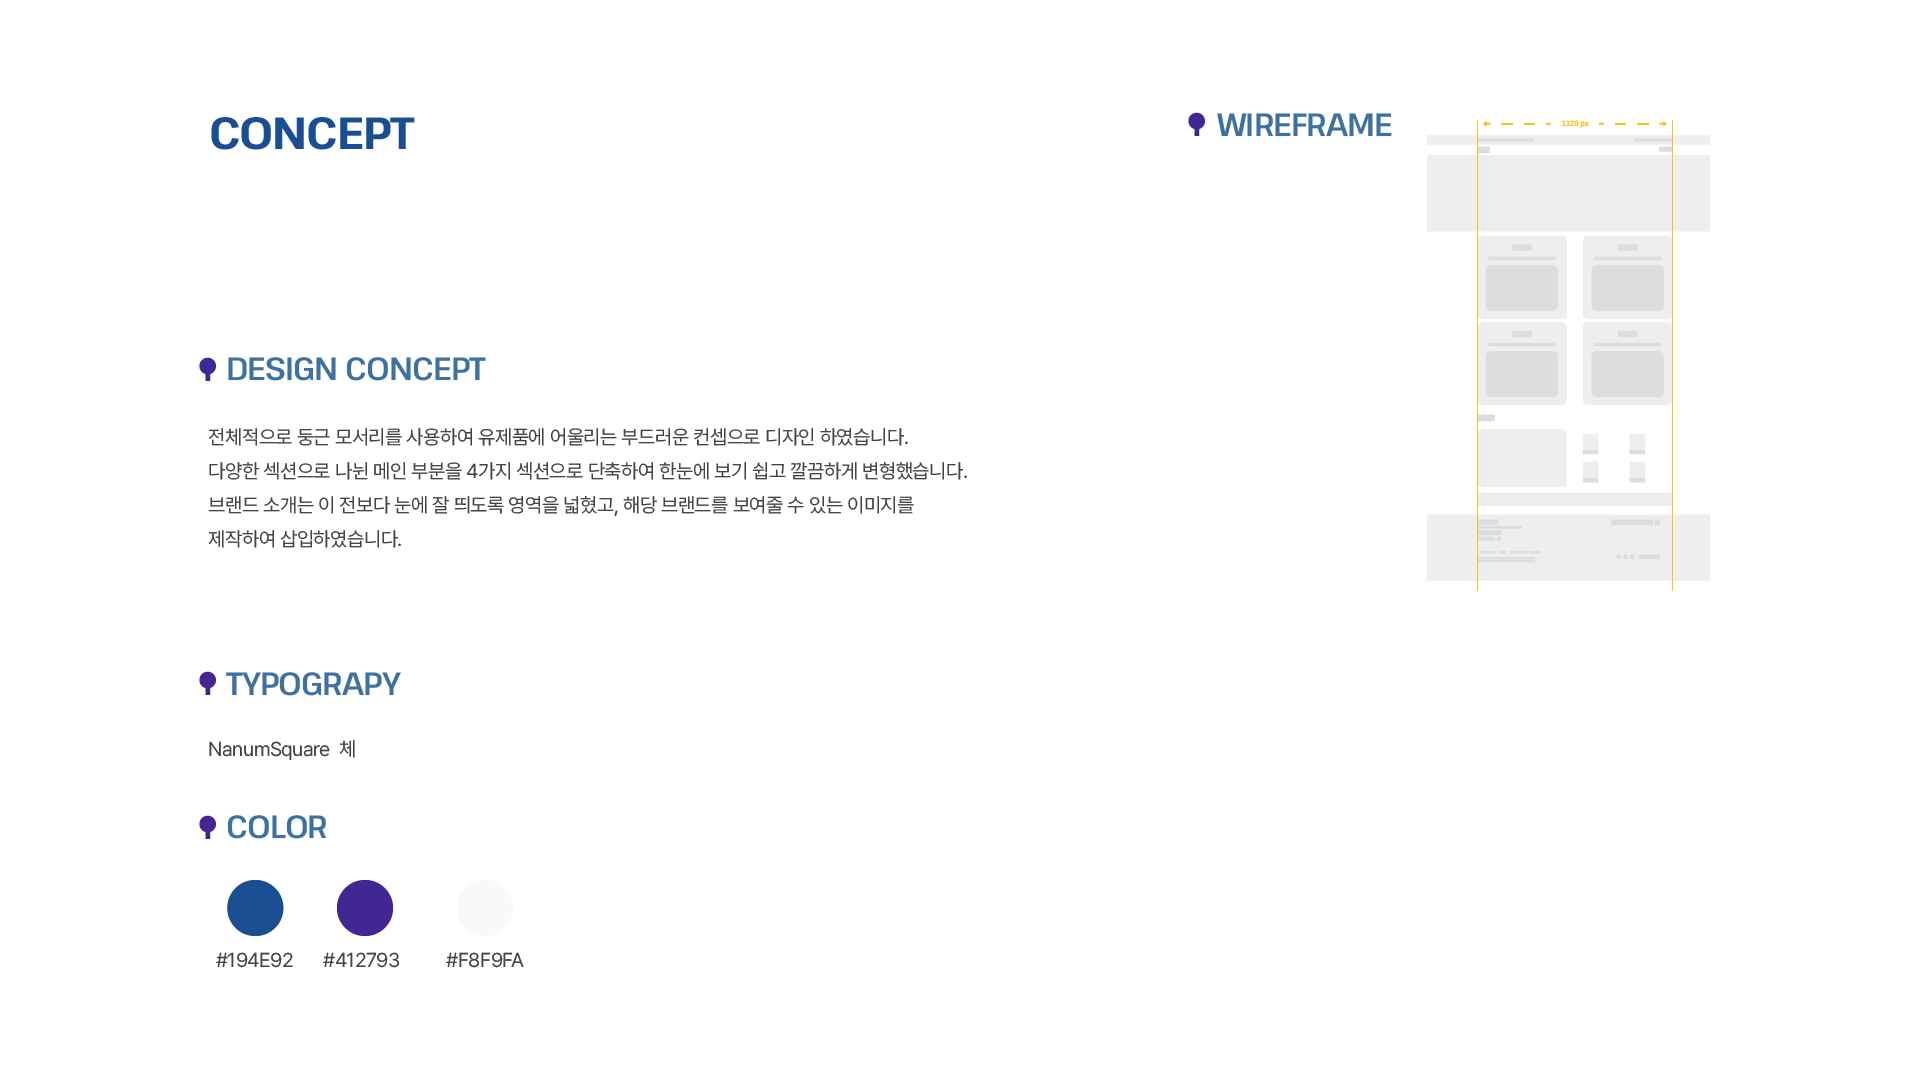 CONCEPT
WIREFRAME
1320 px
DESIGN CONCEPT
전체적으로 둥근 모서리를 사용하여 유제품에 어울리는 부드러운 컨셉으로 디자인 하였습니다.
다양한 섹션으로 나뉜 메인 부분을 4가지 섹션으로 단축하여 한눈에 보기 쉽고 깔끔하게 변형했습니다.
브랜드 소개는 이 전보다 눈에 잘 띄도록 영역을 넓혔고, 해당 브랜드를 보여줄 수 있는 이미지를
제작하여 삽입하였습니다.
TYPOGRAPY
NanumSquare 체
COLOR
#194E92 #412793 #F8F9FA